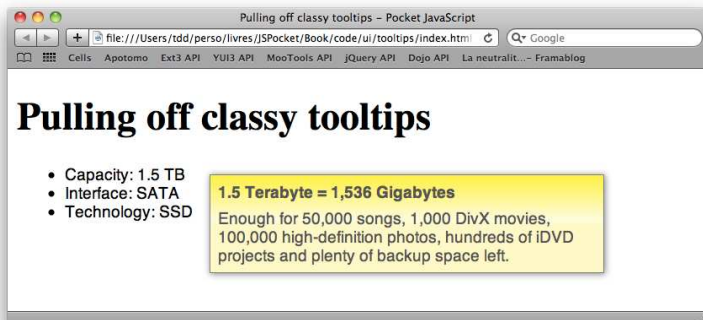 Pulling off classy tooltips – Pocket JavaScript
file:///Users/tdd/perso/livres/JSPocket/Book/code/ui/tooltips/index.html
Google
Cells Apotomo Ext3 API YUI3 API MooTools API jQuery API Dojo API La neutralit...– Framablog
Pulling off classy tooltips
• Capacity: 1.5 TB
• Interface: SATA
• Technology: SSD
1.5 Terabyte = 1,536 Gigabytes
Enough for 50,000 songs, 1,000 DivX movies,
100,000 high-definition photos, hundreds of iDVD
projects and plenty of backup space left.